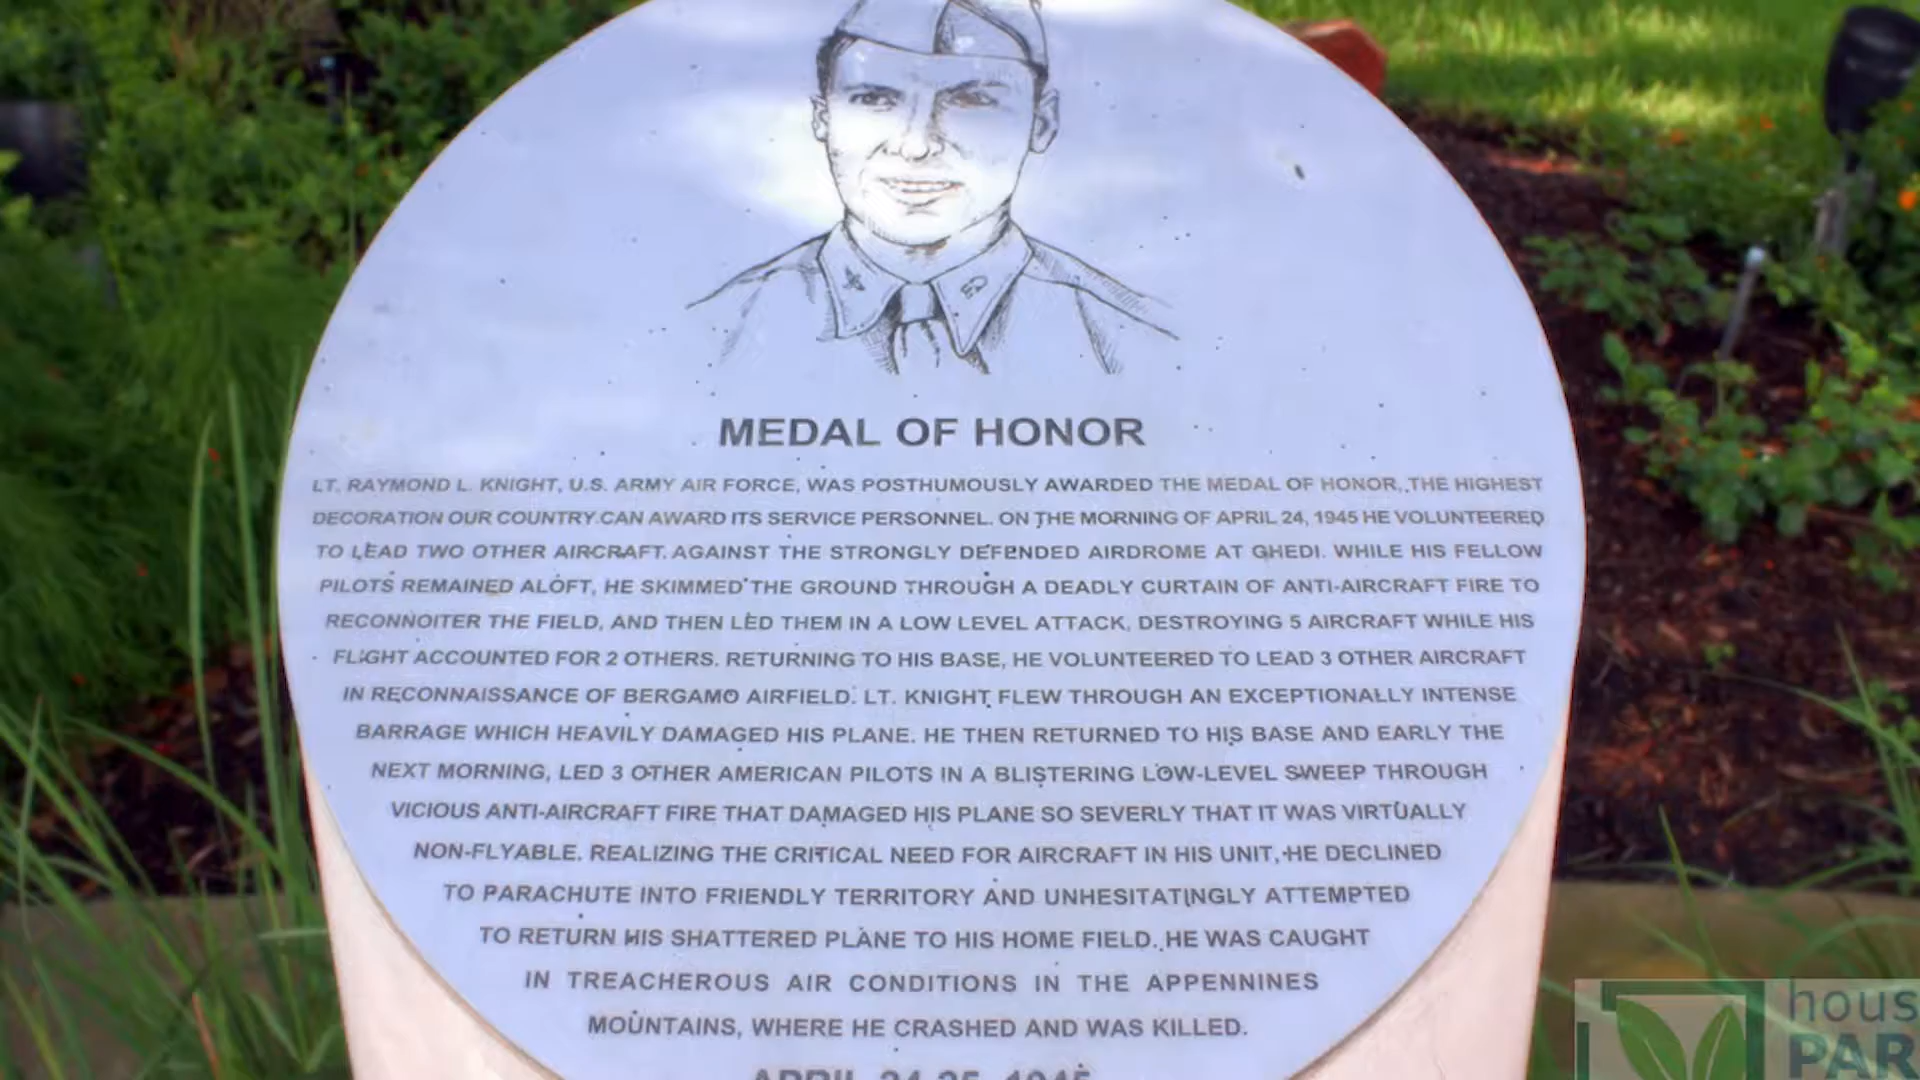 MEDAL OF HONOR
LT. RAYMOND L. KNIGHT, U.S. ARMY AIR FORCE, WAS POSTHUMOUSLY AWARDED THE MEDAL OF HONOR, THE HIGHEST
DECORATION OUR COUNTRY CAN AWARD ITS SERVICE PERSONNEL. ON THE MORNING OF APRIL 24, 1945 HE VOLUNTEERED
TO LEAD TWO OTHER AIRCRAFT AGAINST THE STRONGLY DEFENDED AIRDROME AT GHEDI. WHILE HIS FELLOW
PILOTS REMAINED ALOFT, HE SKIMMED THE GROUND THROUGH A DEADLY CURTAIN OF ANTI-AIRCRAFT FIRE TO
RECONNOITER THE FIELD, AND THEN LED THEM IN A LOW LEVEL ATTACK, DESTROYING 5 AIRCRAFT WHILE HIS
FLIGHT ACCOUNTED FOR 2 OTHERS. RETURNING TO HIS BASE, HE VOLUNTEERED TO LEAD 3 OTHER AIRCRAFT
IN RECONNAISSANCE OF BERGAMO AIRFIELD. LT. KNIGHT FLEW THROUGH AN EXCEPTIONALLY INTENSE
BARRAGE WHICH HEAVILY DAMAGED HIS PLANE. HE THEN RETURNED TO HIS BASE AND EARLY THE
NEXT MORNING, LED 3 OTHER AMERICAN PILOTS IN A BLISTERING LOW-LEVEL SWEEP THROUGH
VICIOUS ANTI-AIRCRAFT FIRE THAT DAMAGED HIS PLANE SO SEVERLY THAT IT WAS VIRTUALLY
NON-FLYABLE. REALIZING THE CRITICAL NEED FOR AIRCRAFT IN HIS UNIT, HE DECLINED
TO PARACHUTE INTO FRIENDLY TERRITORY AND UNHESITATINGLY ATTEMPTED
TO RETURN HIS SHATTERED PLANE TO HIS HOME FIELD. HE WAS CAUGHT
IN TREACHEROUS AIR CONDITIONS IN THE APPENNINES
MOUNTAINS, WHERE HE CRASHED AND WAS KILLED.
APRIL 24-25, 1945
hous
PAR